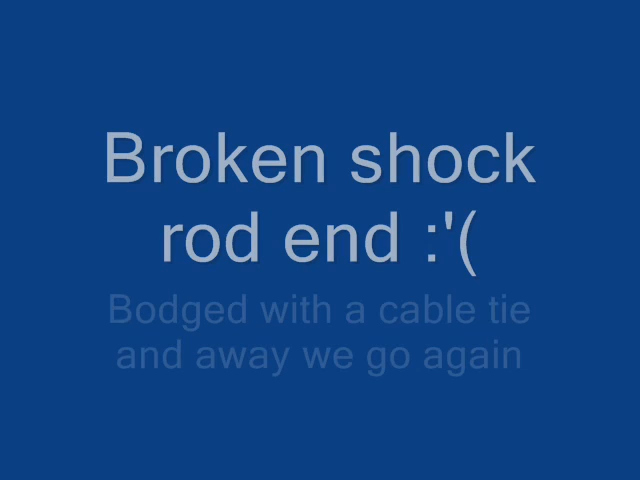 Broken shock
rod end :'(
Bodged with a cable tie
and away we go again